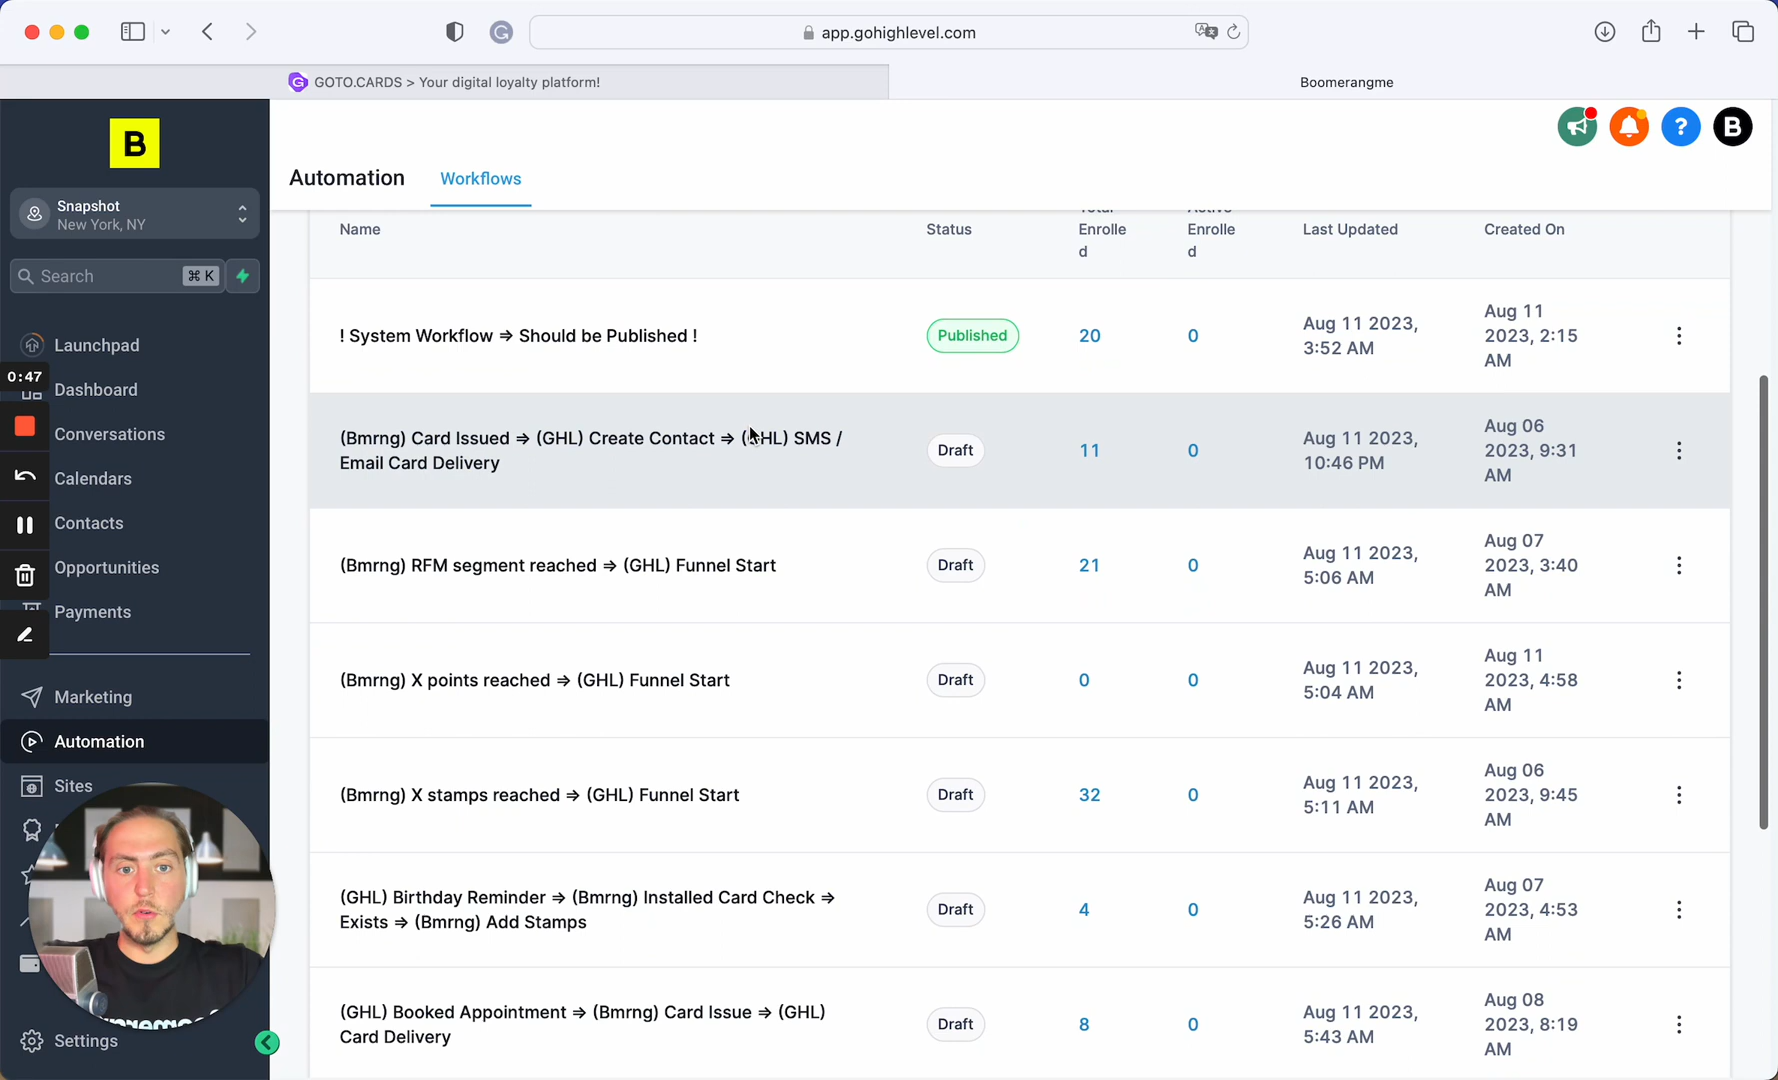 app.gohighlevel.com
GOTO.CARDS > Your digital loyalty platform!
Boomerangme
B
B
Automation
Workflows
Snapshot
New York, NY
Search
⌘ K
Launchpad
0:47
Dashboard
Conversations
Calendars
Contacts
Opportunities
Payments
Marketing
Automation
Sites
Settings
Name
Status
Total Enrolle d
Active Enrolle d
Last Updated
Created On
! System Workflow => Should be Published !
Published
20
0
Aug 11 2023,
3:52 AM
Aug 11
2023, 2:15
AM
(Bmrng) Card Issued => (GHL) Create Contact => (GHL) SMS /
Email Card Delivery
Draft
11
0
Aug 11 2023,
10:46 PM
Aug 06
2023, 9:31
AM
(Bmrng) RFM segment reached => (GHL) Funnel Start
Draft
21
0
Aug 11 2023,
5:06 AM
Aug 07
2023, 3:40
AM
(Bmrng) X points reached => (GHL) Funnel Start
Draft
0
0
Aug 11 2023,
5:04 AM
Aug 11
2023, 4:58
AM
(Bmrng) X stamps reached => (GHL) Funnel Start
Draft
32
0
Aug 11 2023,
5:11 AM
Aug 06
2023, 9:45
AM
(GHL) Birthday Reminder => (Bmrng) Installed Card Check =>
Exists => (Bmrng) Add Stamps
Draft
4
0
Aug 11 2023,
5:26 AM
Aug 07
2023, 4:53
AM
(GHL) Booked Appointment => (Bmrng) Card Issue => (GHL)
Card Delivery
Draft
8
0
Aug 11 2023,
5:43 AM
Aug 08
2023, 8:19
AM